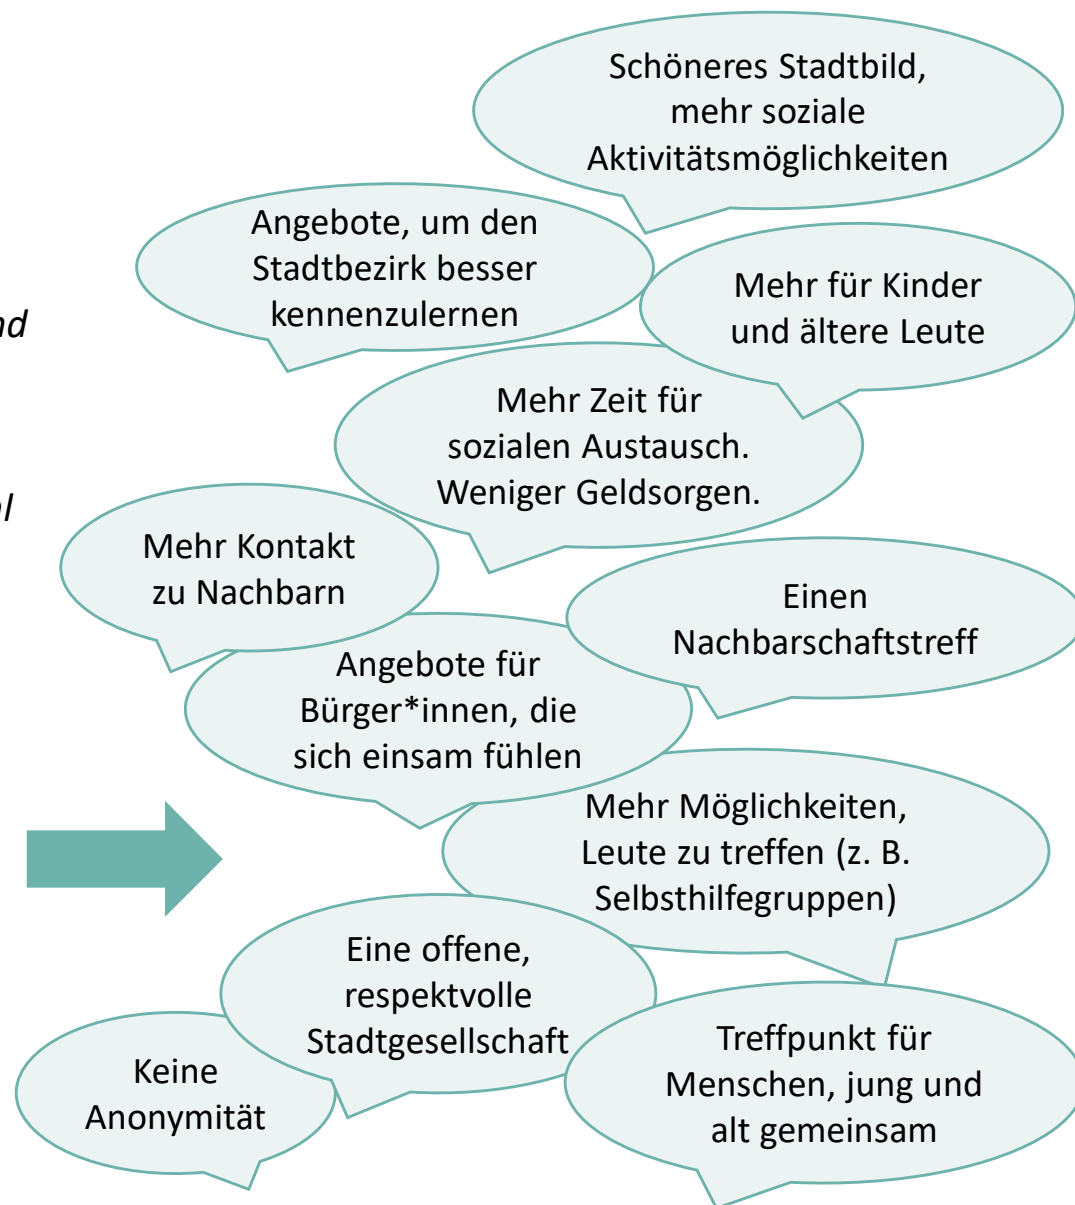 Schöneres Stadtbild,
mehr soziale
Aktivitätsmöglichkeiten
Angebote, um den
Stadtbezirk besser
kennenzulernen
Mehr für Kinder
und ältere Leute
Mehr Zeit für
sozialen Austausch.
Weniger Geldsorgen.
Mehr Kontakt
zu Nachbarn
Einen
Nachbarschaftstreff
Angebote für
Bürger*innen, die
sich einsam fühlen
Mehr Möglichkeiten,
Leute zu treffen (z. B.
Selbsthilfegruppen)
Eine offene,
respektvolle
Stadtgesellschaft
Treffpunkt für
Menschen, jung und
alt gemeinsam
Keine
Anonymität